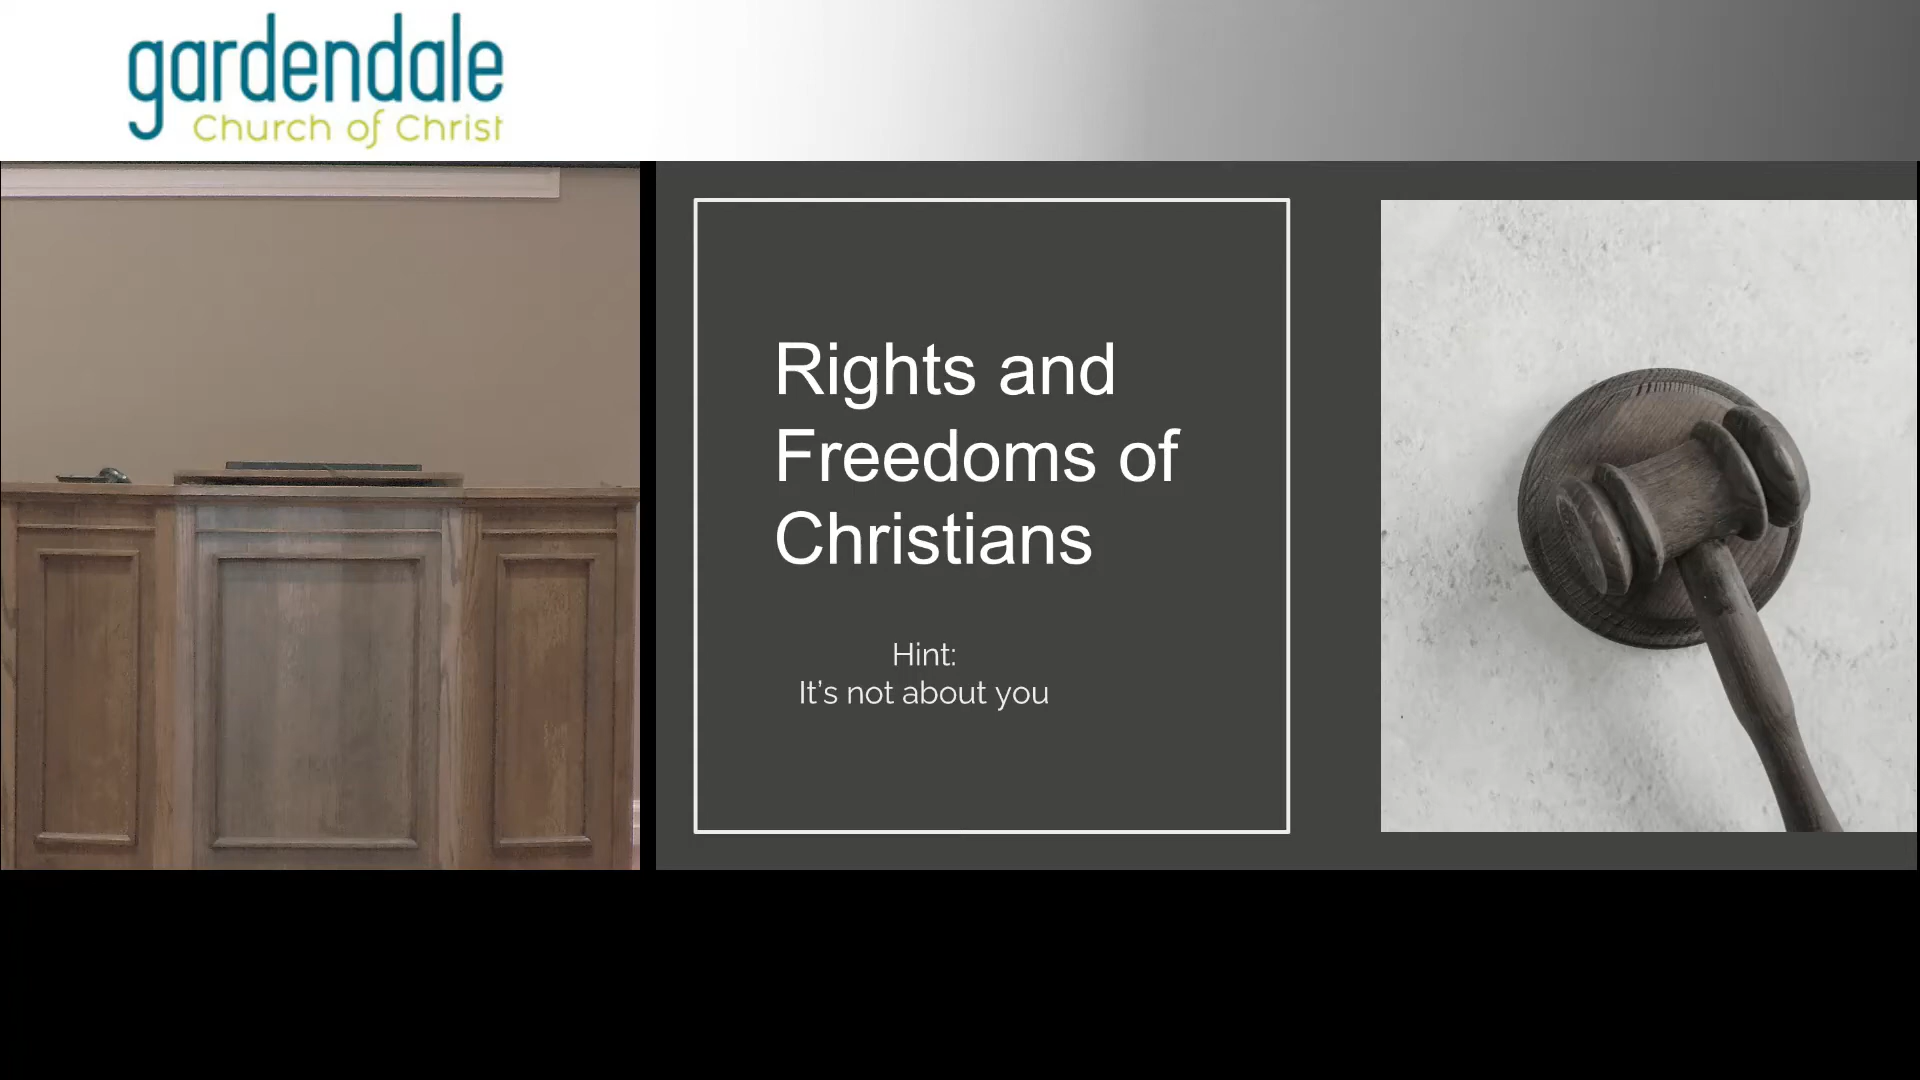 gardendale
Church of Christ
Rights and
Freedoms of
Christians
Hint:
It’s not about you